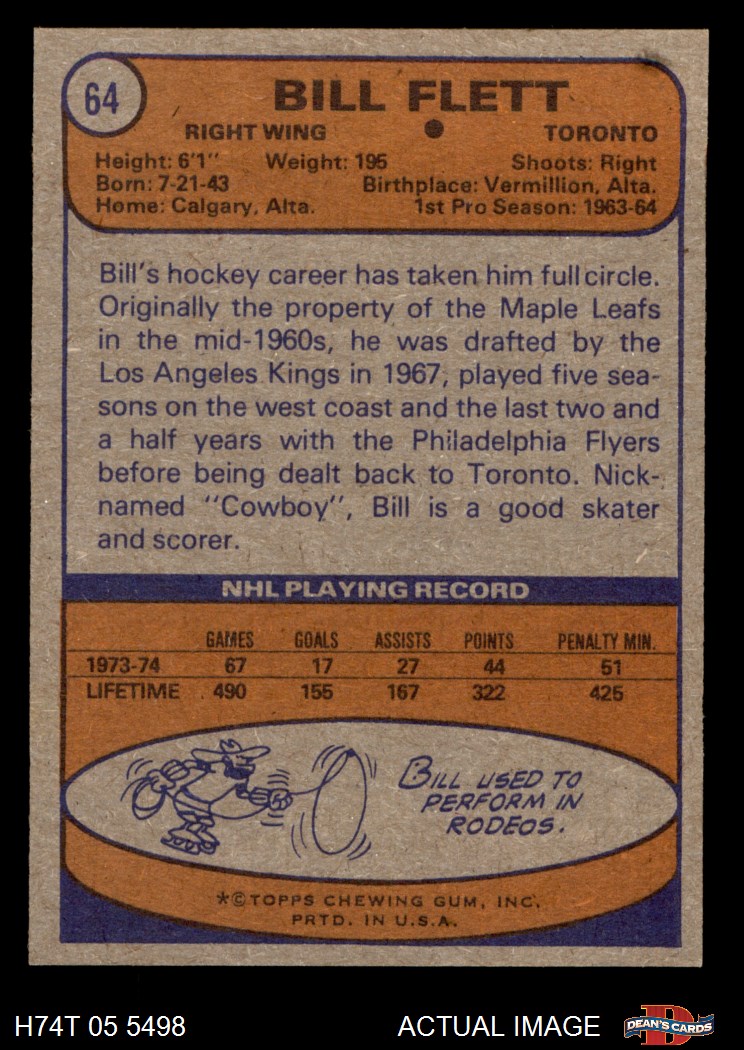 64
BILL FLETT
RIGHT WING • TORONTO
Height: 6'1" Weight: 195 Shoots: Right
Born: 7-21-43 Birthplace: Vermillion, Alta.
Home: Calgary, Alta. 1st Pro Season: 1963-64
Bill's hockey career has taken him full circle.
Originally the property of the Maple Leafs
in the mid-1960s, he was drafted by the
Los Angeles Kings in 1967, played five sea-
sons on the west coast and the last two and
a half years with the Philadelphia Flyers
before being dealt back to Toronto. Nick-
named "Cowboy", Bill is a good skater
and scorer.
NHL PLAYING RECORD
GAMES GOALS ASSISTS POINTS PENALTY MIN.
1973-74 67 17 27 44 51
LIFETIME 490 155 167 322 425
BILL USED TO
PERFORM IN
RODEOS.
*©TOPPS CHEWING GUM, INC.
PRTD. IN U.S.A.
H74T 05 5498 ACTUAL IMAGE D DEAN'S CARDS